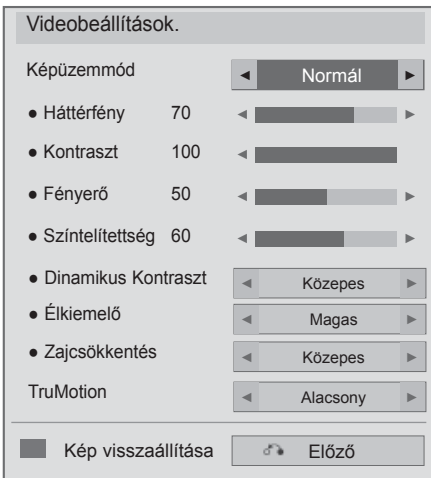 Videobeállítások.
Képüzemmód ◄ Normál ►
● Háttérfény 70 ◄ ►
● Kontraszt 100 ◄
● Fényerő 50 ◄ ►
● Színtelítettség 60 ◄ ►
● Dinamikus Kontraszt ◄ Közepes ►
● Élkiemelő ◄ Magas ►
● Zajcsökkentés ◄ Közepes ►
TruMotion ◄ Alacsony ►
Kép visszaállítása Előző